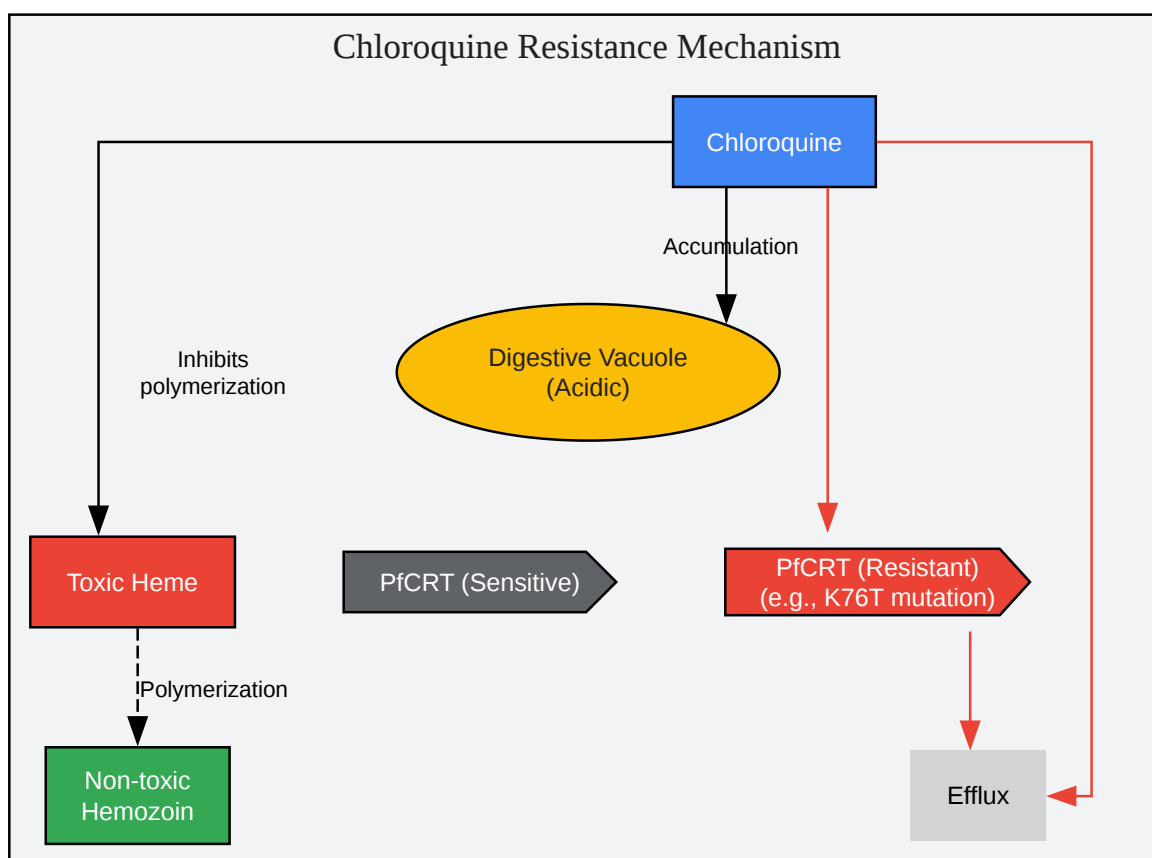 Chloroquine Resistance Mechanism
Chloroquine
Accumulation
Digestive Vacuole
(Acidic)
Inhibits
polymerization
Toxic Heme
PfCRT (Sensitive)
PfCRT (Resistant)
(e.g., K76T mutation)
Polymerization
Non-toxic
Hemozoin
Efflux